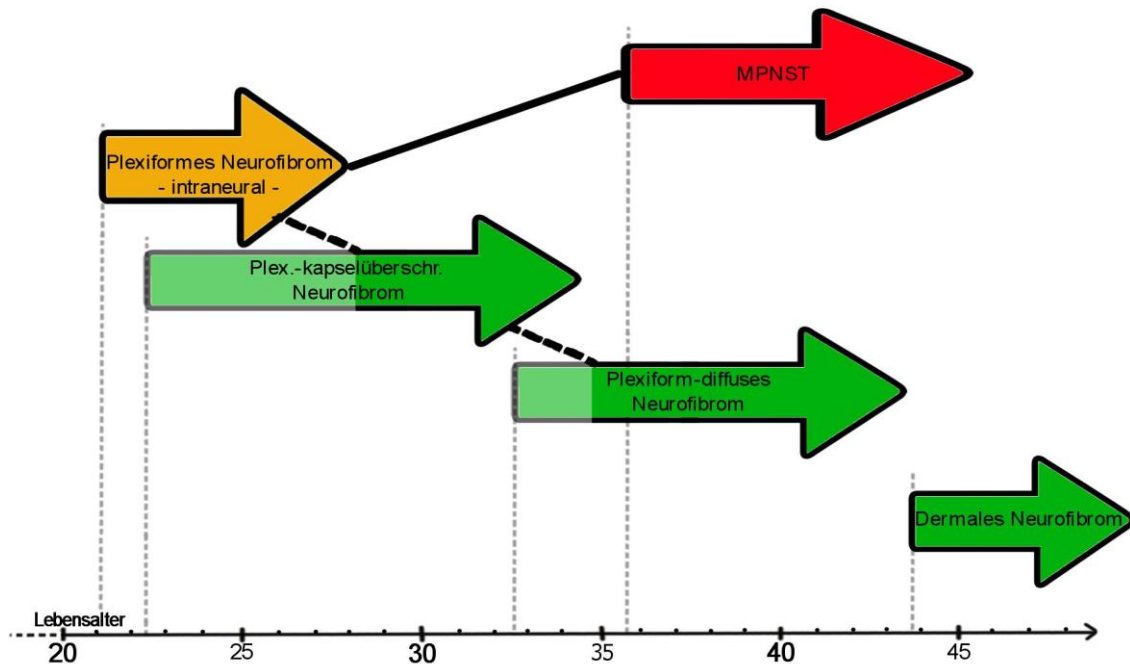 MPNST
Plexiformes Neurofibrom
- intraneural -
Plex.-kapselüberschr.
Neurofibrom
Plexiform-diffuses
Neurofibrom
Dermales Neurofibrom
Lebensalter
20 25 30 35 40 45